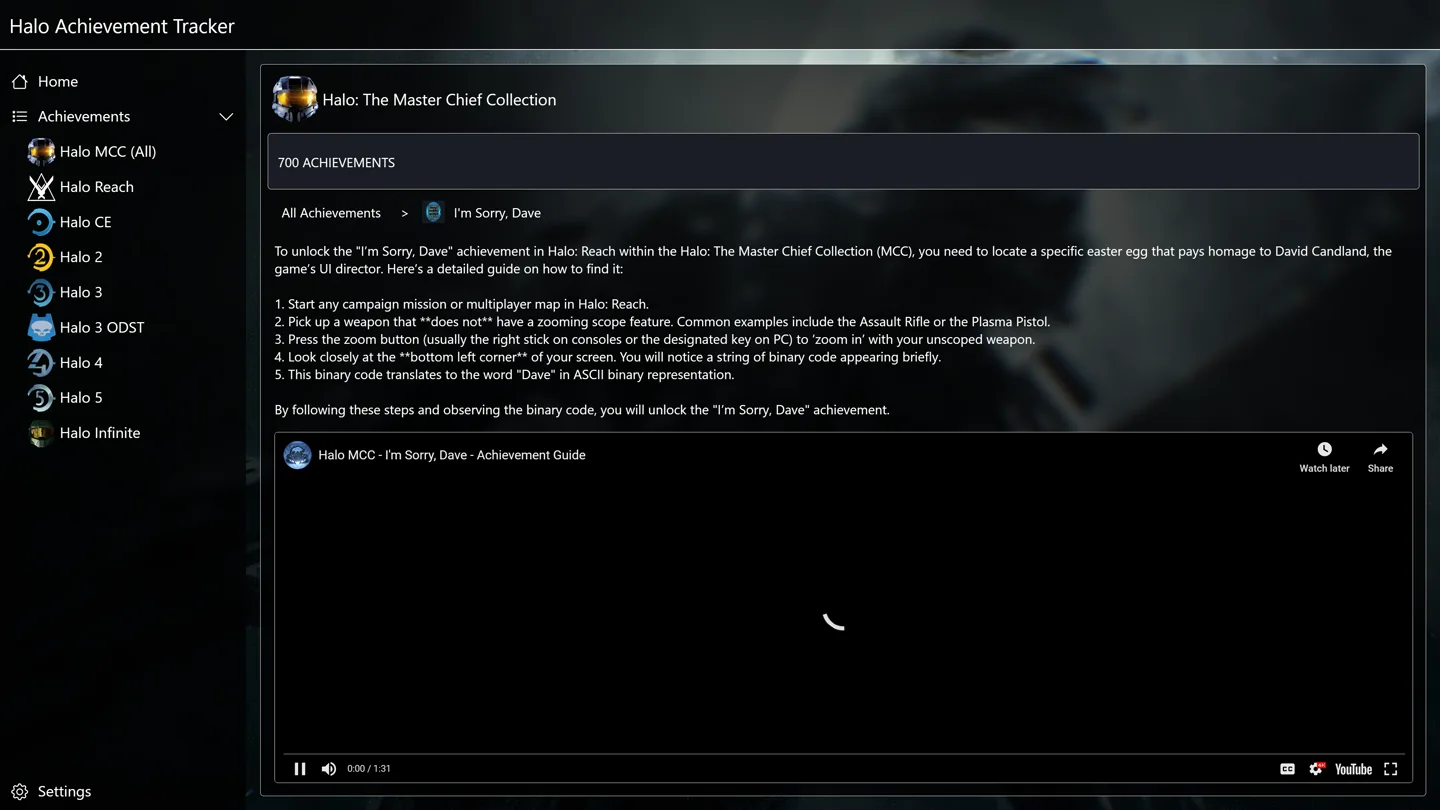 Halo Achievement Tracker
Home
Achievements
Halo MCC (All)
Halo Reach
Halo CE
Halo 2
Halo 3
Halo 3 ODST
Halo 4
Halo 5
Halo Infinite
Settings
Halo: The Master Chief Collection
700 ACHIEVEMENTS
All Achievements > I'm Sorry, Dave
To unlock the "I’m Sorry, Dave" achievement in Halo: Reach within the Halo: The Master Chief Collection (MCC), you need to locate a specific easter egg that pays homage to David Candland, the
game’s UI director. Here’s a detailed guide on how to find it:
1. Start any campaign mission or multiplayer map in Halo: Reach.
2. Pick up a weapon that **does not** have a zooming scope feature. Common examples include the Assault Rifle or the Plasma Pistol.
3. Press the zoom button (usually the right stick on consoles or the designated key on PC) to ‘zoom in’ with your unscoped weapon.
4. Look closely at the **bottom left corner** of your screen. You will notice a string of binary code appearing briefly.
5. This binary code translates to the word "Dave" in ASCII binary representation.
By following these steps and observing the binary code, you will unlock the "I’m Sorry, Dave" achievement.
Halo MCC - I'm Sorry, Dave - Achievement Guide
Watch later Share
0:00 / 1:31
CC YouTube